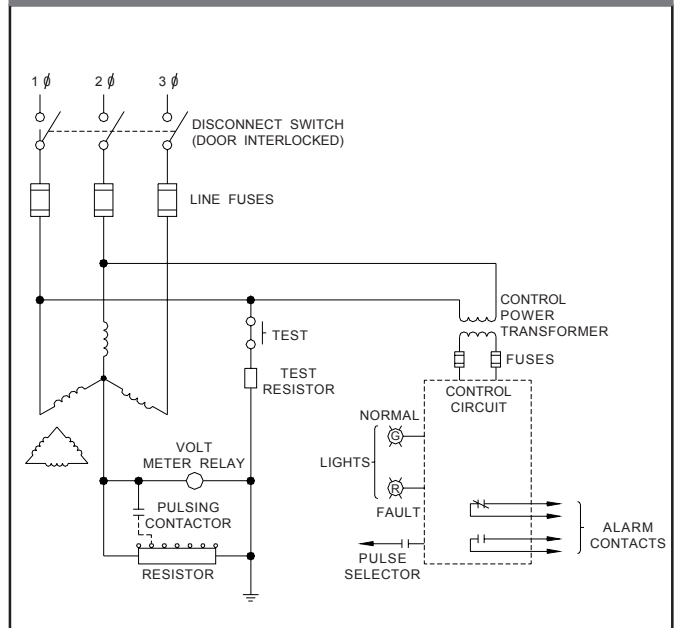 1 ϕ
2 ϕ
3 ϕ
DISCONNECT SWITCH
(DOOR INTERLOCKED)
LINE FUSES
CONTROL
POWER
TRANSFORMER
TEST
FUSES
TEST
RESISTOR
CONTROL
CIRCUIT
NORMAL
G
VOLT
METER RELAY
LIGHTS
R
FAULT
PULSING
CONTACTOR
ALARM
CONTACTS
PULSE
SELECTOR
RESISTOR